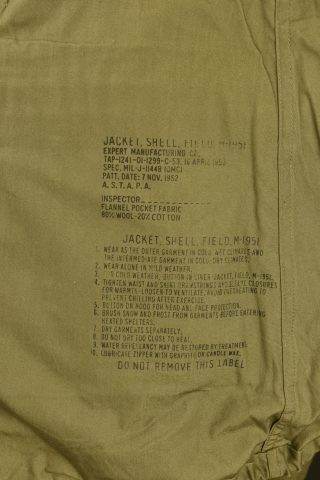 JACKET, SHELL, FIELD, M-1951
EXPERT MANUFACTURING CO.
TAP-1241-01-1299-C-53, 16 APRIL 1953
SPEC, MIL-J-11448 (QMC)
PATT. DATE: 7 NOV. 1952
A. S. T. A. P. A.
INSPECTOR
FLANNEL POCKET FABRIC
80% WOOL-20% COTTON
JACKET, SHELL, FIELD, M-1951
1. WEAR AS THE OUTER GARMENT IN COLD-WET CLIMATES AND
THE INTERMEDIATE GARMENT IN COLD-DRY CLIMATES.
2. WEAR ALONE IN MILD WEATHER.
3. COLD WEATHER, BUTTON IN LINER-JACKET, FIELD, M-1951.
4. TIGHTEN WAIST AND SHIRT DRAWSTRINGS AND SLEEVE CLOSURES
FOR WARMTH. LOOSEN TO VENTILATE. AVOID OVERHEATING TO
PREVENT CHILLING AFTER EXERCISE.
5. BUTTON ON HOOD FOR HEAD AND FACE PROTECTION.
6. BRUSH SNOW AND FROST FROM GARMENTS BEFORE ENTERING
HEATED SHELTERS.
7. DRY GARMENTS SEPARATELY.
8. DO NOT DRY TOO CLOSE TO HEAT.
9. WATER REPELLANCY MAY BE RESTORED BY TREATMENT.
10. LUBRICATE ZIPPER WITH GRAPHITE OR CANDLE WAX.
DO NOT REMOVE THIS LABEL